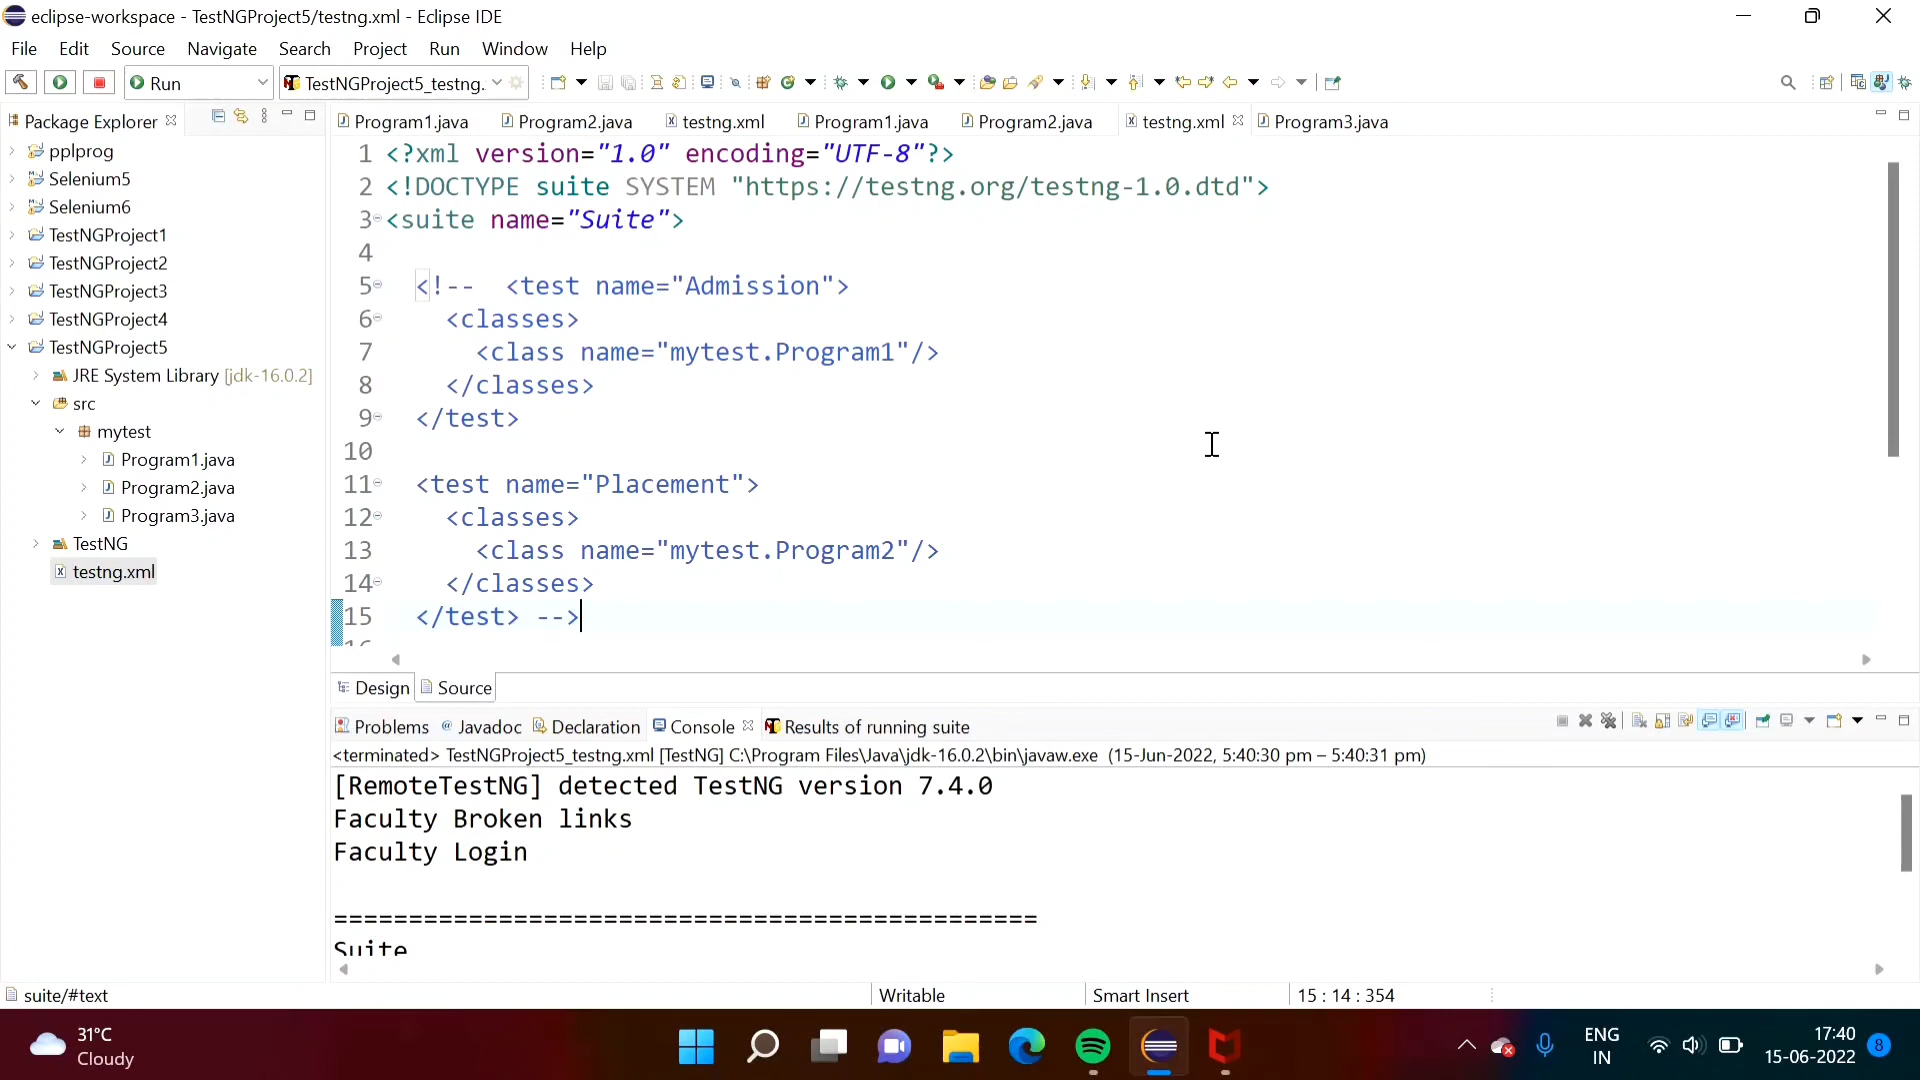 eclipse-workspace - TestNGProject5/testng.xml - Eclipse IDE
File Edit Source Navigate Search Project Run Window Help
Run TestNGProject5_testng.
Package Explorer
Program1.java Program2.java testng.xml Program1.java Program2.java testng.xml Program3.java
pplprog
Selenium5
Selenium6
TestNGProject1
TestNGProject2
TestNGProject3
TestNGProject4
TestNGProject5
JRE System Library [jdk-16.0.2]
src
mytest
Program1.java
Program2.java
Program3.java
TestNG
testng.xml
1 <?xml version="1.0" encoding="UTF-8"?>
2 <!DOCTYPE suite SYSTEM "https://testng.org/testng-1.0.dtd">
3 <suite name="Suite">
4
5 <!-- <test name="Admission">
6 <classes>
7 <class name="mytest.Program1"/>
8 </classes>
9 </test>
10
11 <test name="Placement">
12 <classes>
13 <class name="mytest.Program2"/>
14 </classes>
15 </test> -->
16
Design Source
Problems Javadoc Declaration Console Results of running suite
<terminated> TestNGProject5_testng.xml [TestNG] C:\Program Files\Java\jdk-16.0.2\bin\javaw.exe (15-Jun-2022, 5:40:30 pm – 5:40:31 pm)
[RemoteTestNG] detected TestNG version 7.4.0
Faculty Broken links
Faculty Login
===============================================
Suite
suite/#text Writable Smart Insert 15 : 14 : 354
31°C
Cloudy
ENG
IN
17:40
15-06-2022
8